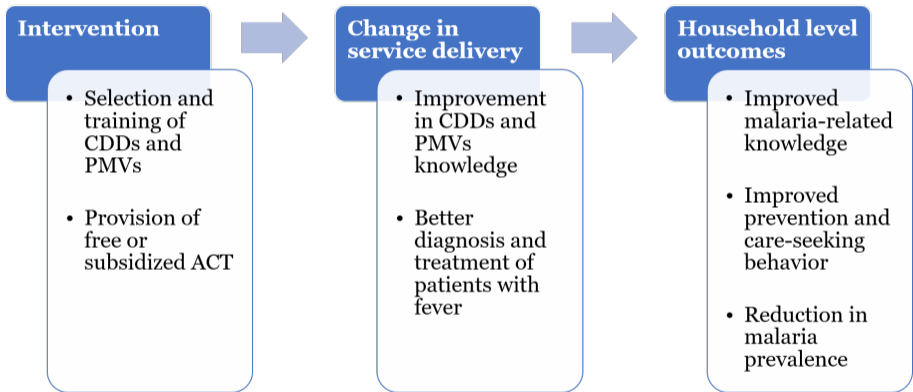 Intervention
• Selection and
training of
CDDs and
PMVs
• Provision of
free or
subsidized ACT
Change in
service delivery
• Improvement
in CDDs and
PMVs
knowledge
• Better
diagnosis and
treatment of
patients with
fever
Household level
outcomes
• Improved
malaria-related
knowledge
• Improved
prevention and
care-seeking
behavior
• Reduction in
malaria
prevalence